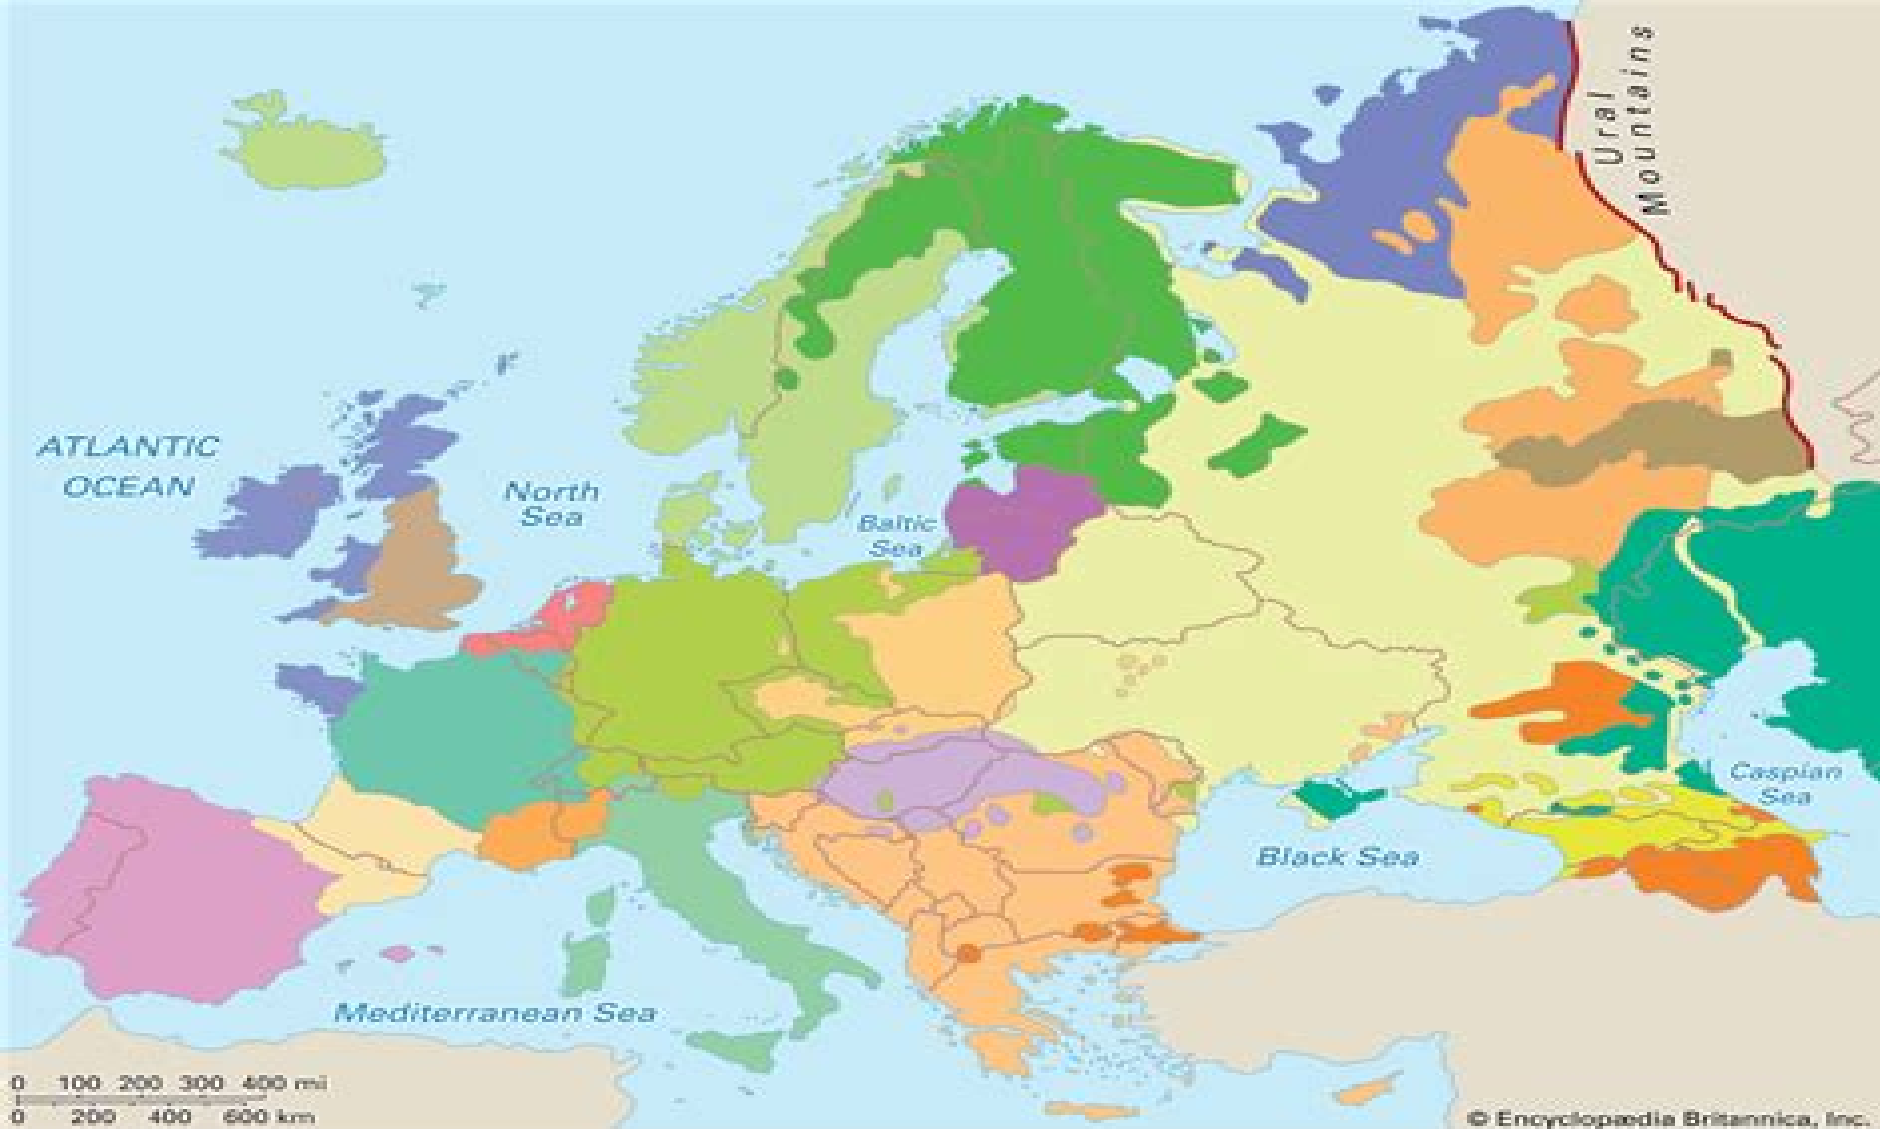 Ural
Mountains
ATLANTIC
OCEAN
North
Sea
Baltic
Sea
Caspian
Sea
Black Sea
Mediterranean Sea
0 100 200 300 400 mi
0 200 400 600 km
© Encyclopædia Britannica, Inc.